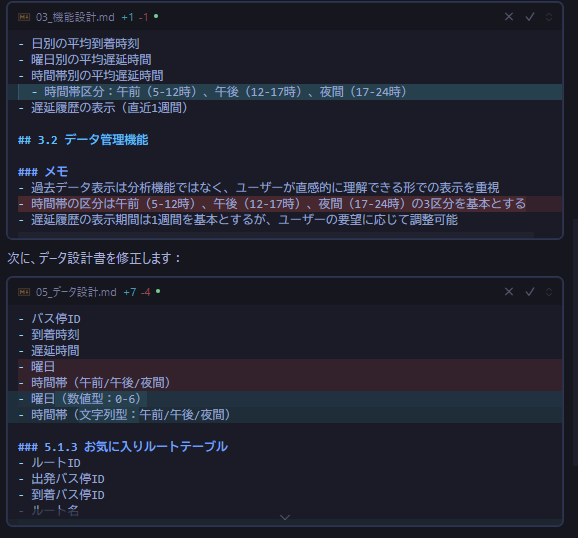 03_機能設計.md +1 -1
- 日別の平均到着時刻
- 曜日別の平均遅延時間
- 時間帯別の平均遅延時間
- 時間帯区分：午前（5-12時）、午後（12-17時）、夜間（17-24時）
- 遅延履歴の表示（直近1週間）
## 3.2 データ管理機能
### メモ
- 過去データ表示は分析機能ではなく、ユーザーが直感的に理解できる形での表示を重視
- 時間帯の区分は午前（5-12時）、午後（12-17時）、夜間（17-24時）の3区分を基本とする
- 遅延履歴の表示期間は1週間を基本とするが、ユーザーの要望に応じて調整可能
次に、データ設計書を修正します：
05_データ設計.md +7 -4
- バス停ID
- 到着時刻
- 遅延時間
- 曜日
- 時間帯（午前/午後/夜間）
- 曜日（数値型：0-6）
- 時間帯（文字列型：午前/午後/夜間）
### 5.1.3 お気に入りルートテーブル
- ルートID
- 出発バス停ID
- 到着バス停ID
- ルート名